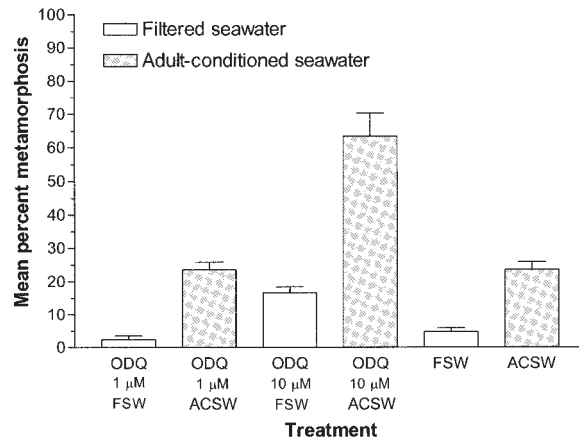 Filtered seawater
Adult-conditioned seawater
Mean percent metamorphosis
100
90
80
70
60
50
40
30
20
10
0
ODQ ODQ ODQ ODQ FSW ACSW
1 μM 1 μM 10 μM 10 μM
FSW ACSW FSW ACSW
Treatment